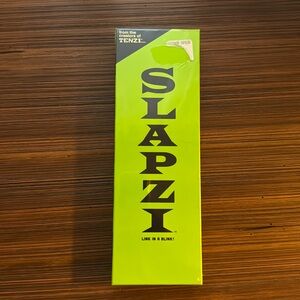 from the
creators of
TENZI
SLAPZI
LINK IN A BLINK!